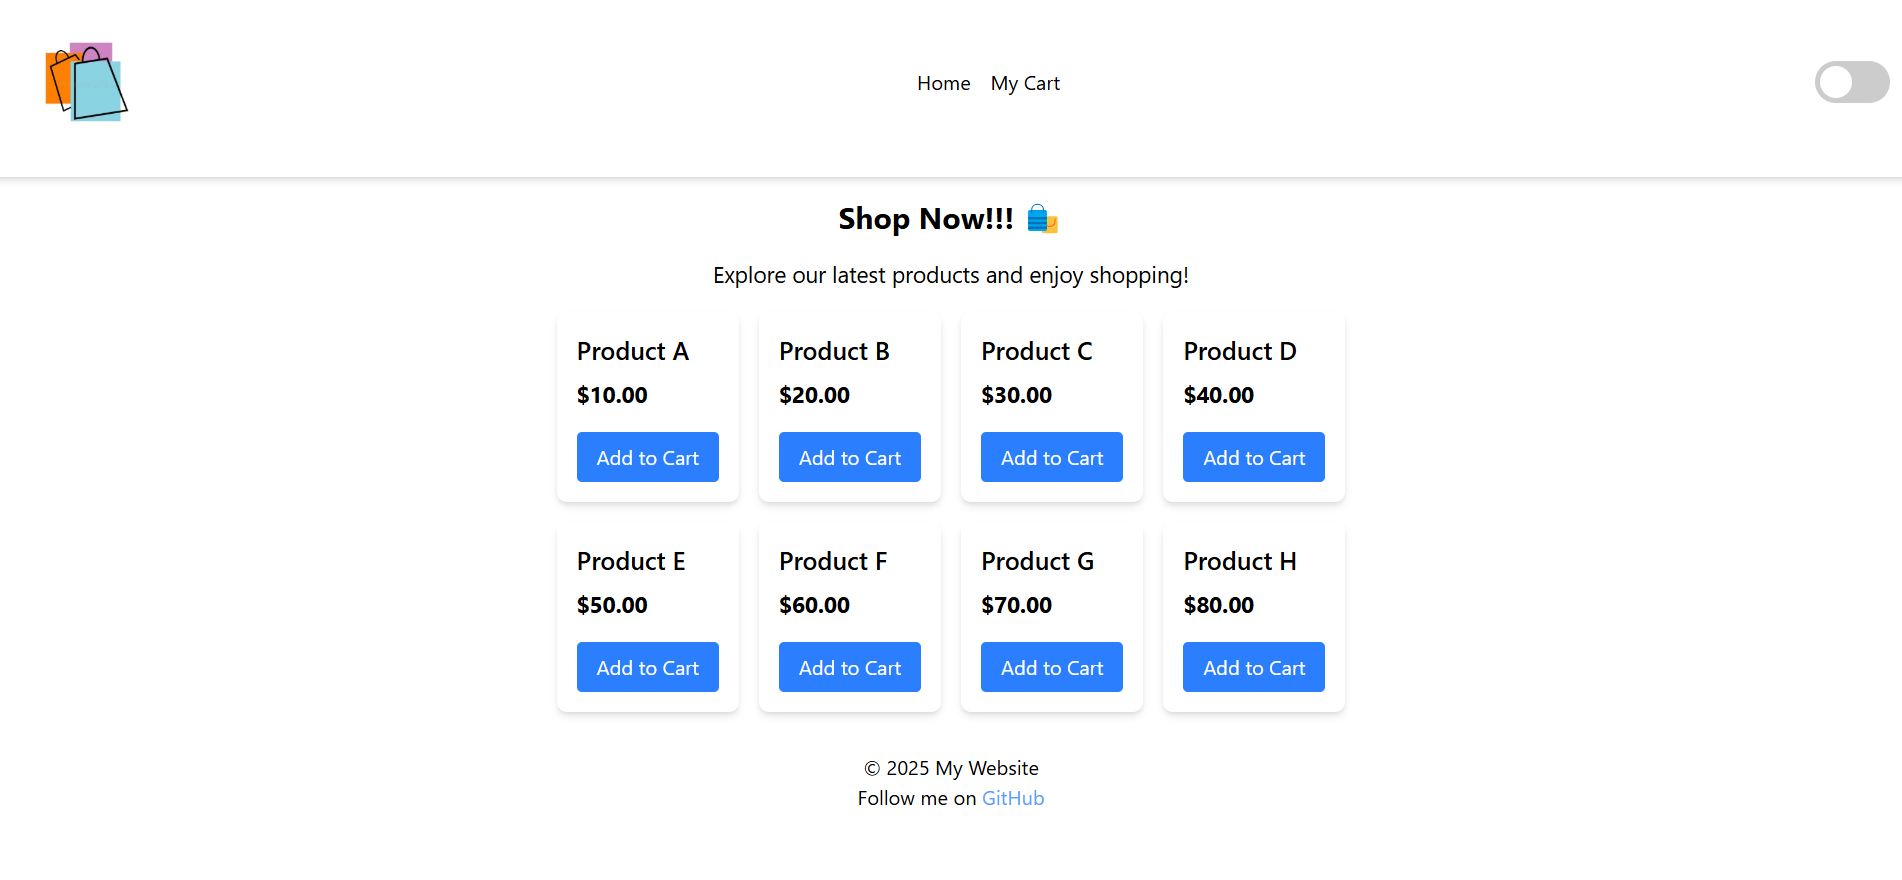 Home My Cart
Shop Now!!! 🛍️
Explore our latest products and enjoy shopping!
Product A Product B Product C Product D
$10.00 $20.00 $30.00 $40.00
Add to Cart Add to Cart Add to Cart Add to Cart
Product E Product F Product G Product H
$50.00 $60.00 $70.00 $80.00
Add to Cart Add to Cart Add to Cart Add to Cart
© 2025 My Website
Follow me on GitHub